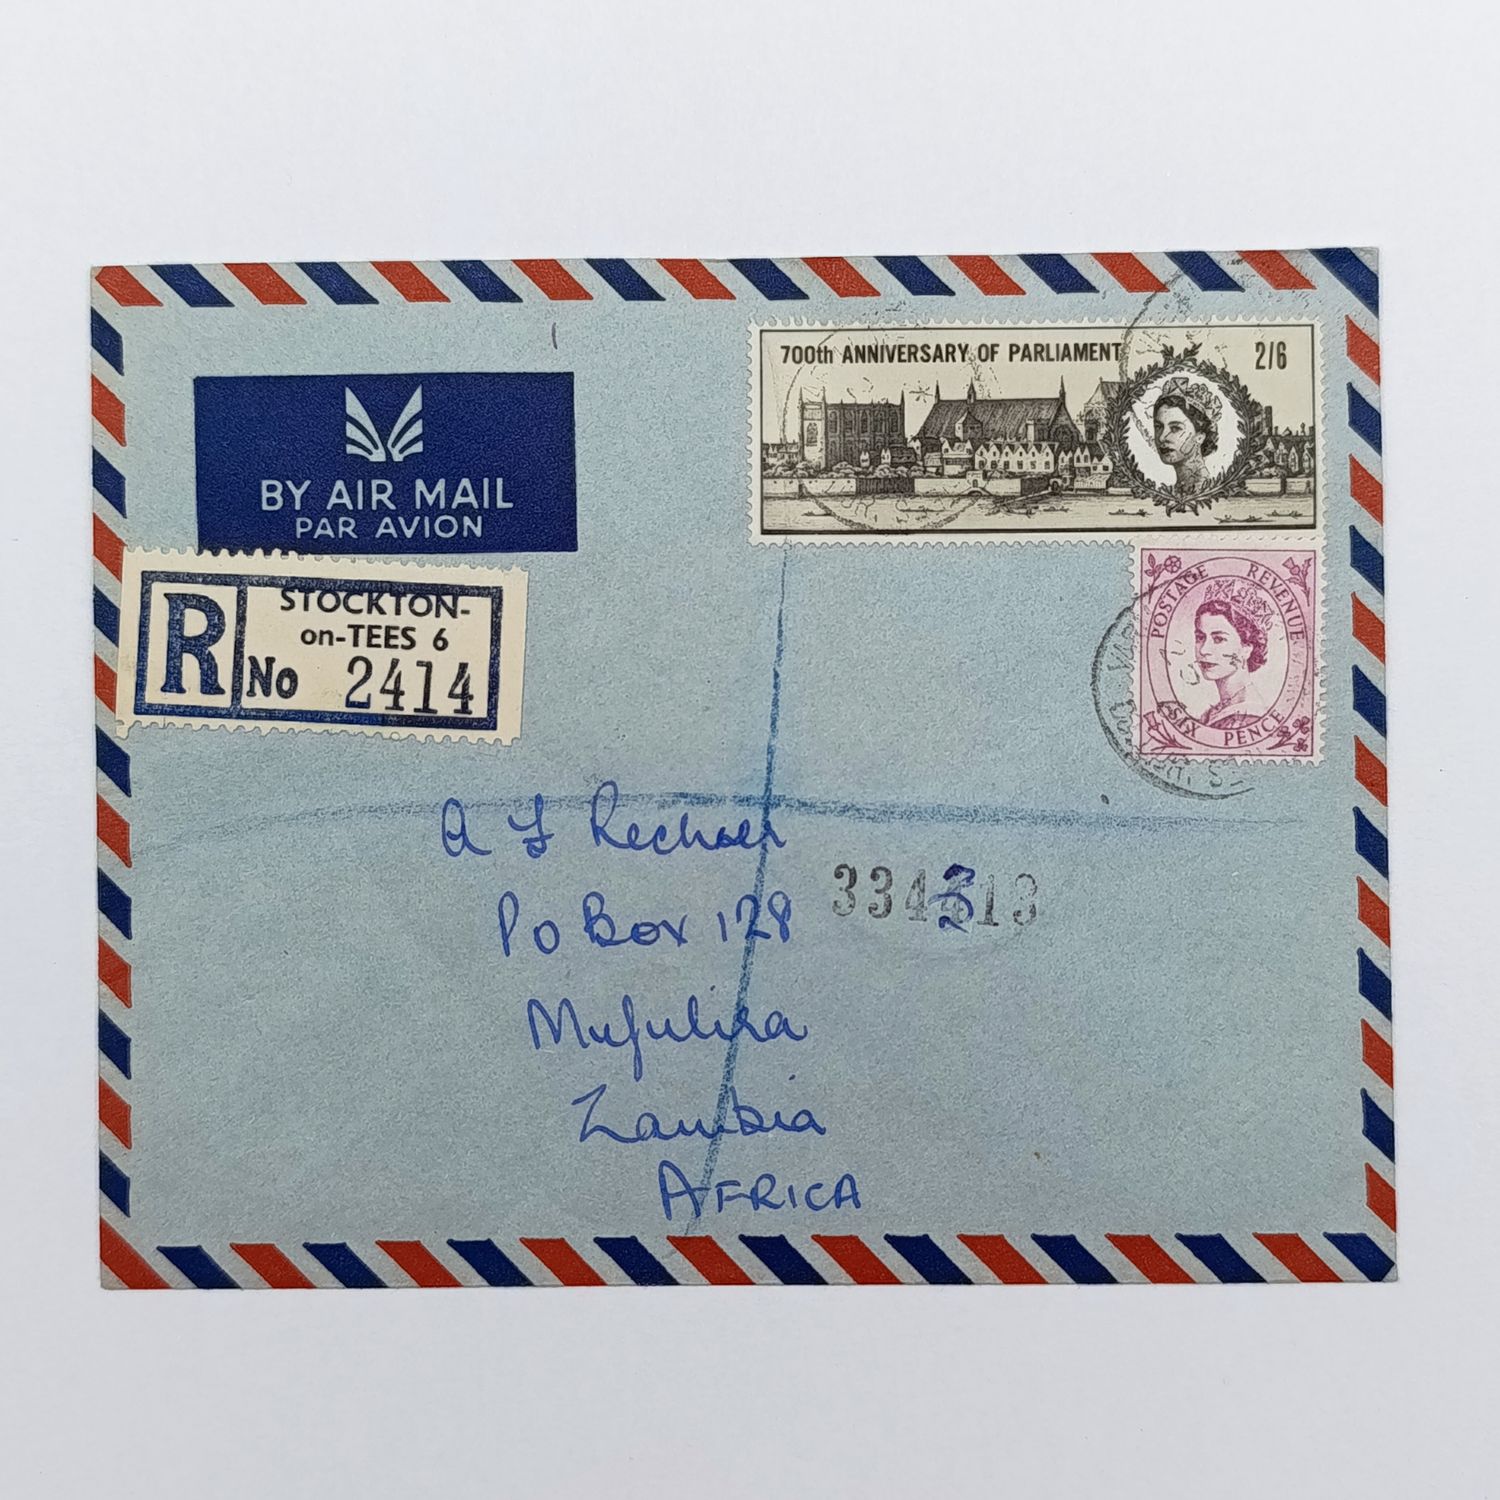 700th ANNIVERSARY OF PARLIAMENT 2/6
BY AIR MAIL
PAR AVION
POSTAGE REVENUE
SIX PENCE
R
STOCKTON-
on-TEES 6
No 2414
A F
PO Box 128
334313
Mufulira
Zambia
AFRICA